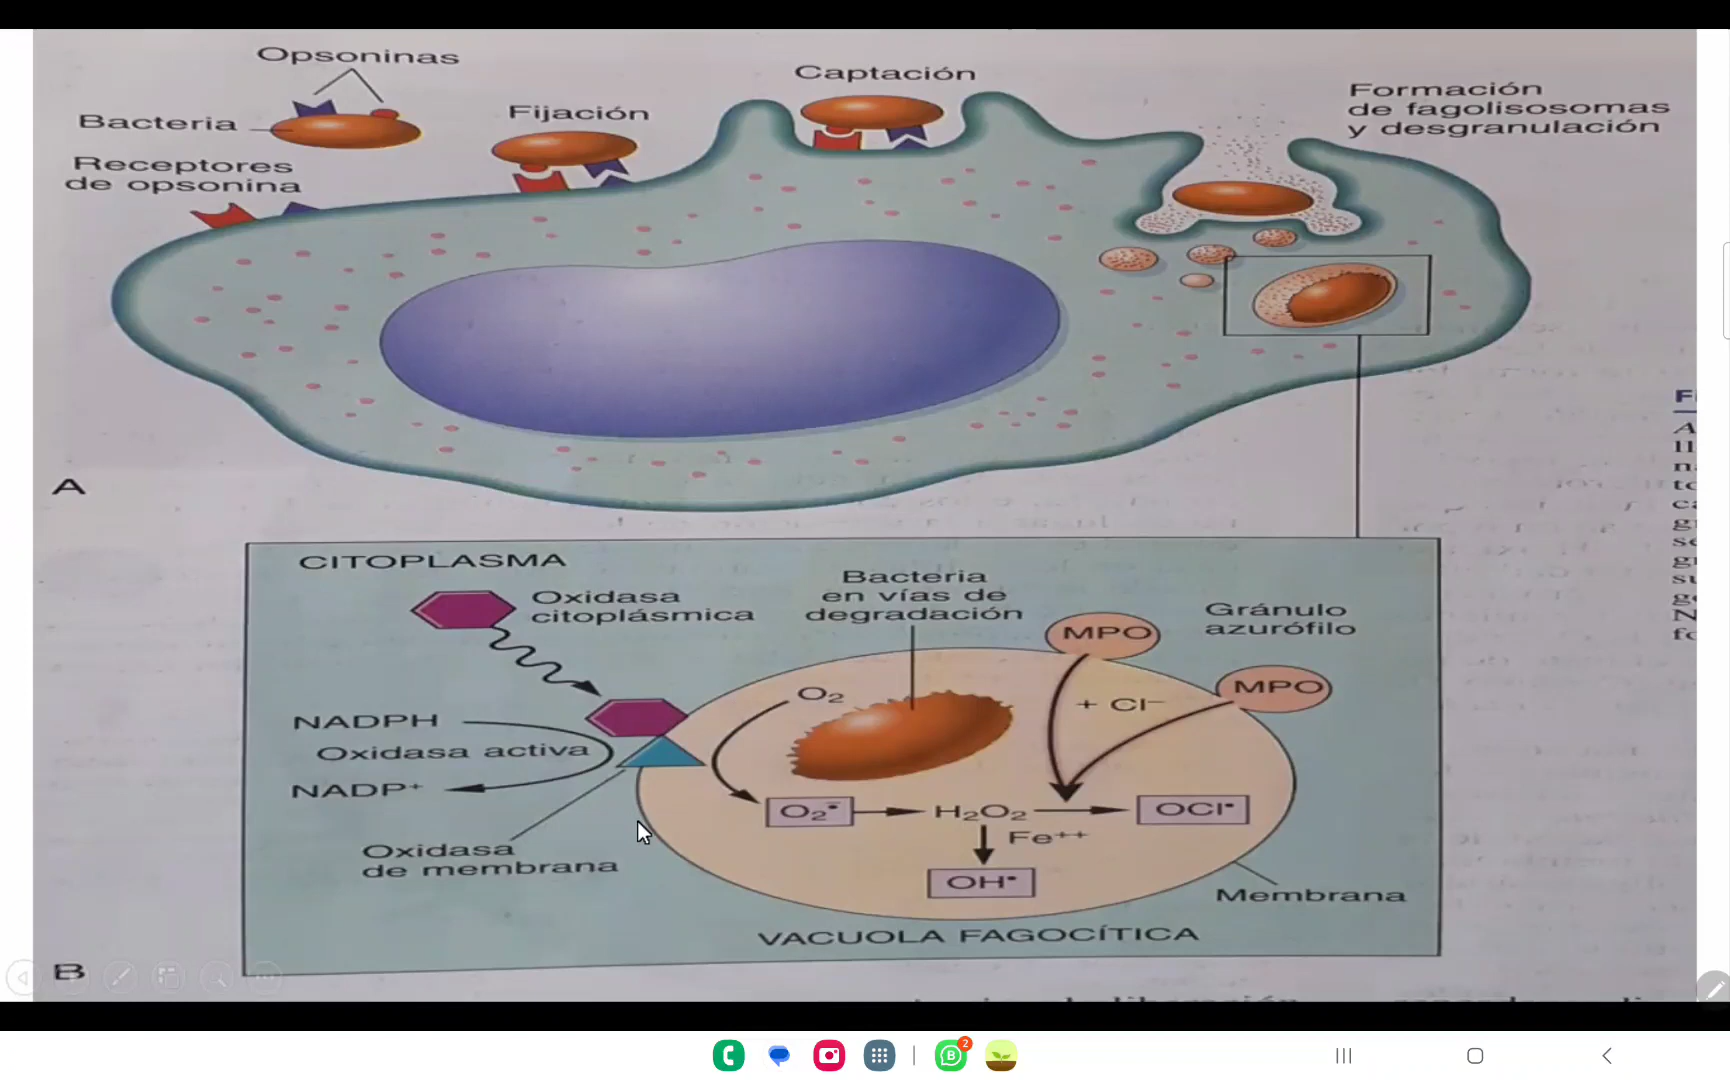 Opsoninas
Bacteria
Receptores
de opsonina
Fijación
Captación
Formación
de fagolisosomas
y desgranulación
A
CITOPLASMA
Oxidasa
citoplásmica
Bacteria
en vías de
degradación
MPO
Gránulo
azurófilo
MPO
O₂
+ Cl⁻
NADPH
Oxidasa activa
NADP⁺
O₂⁻•
H₂O₂
OCl•
Fe⁺⁺
OH•
Oxidasa
de membrana
Membrana
VACUOLA FAGOCÍTICA
B
2